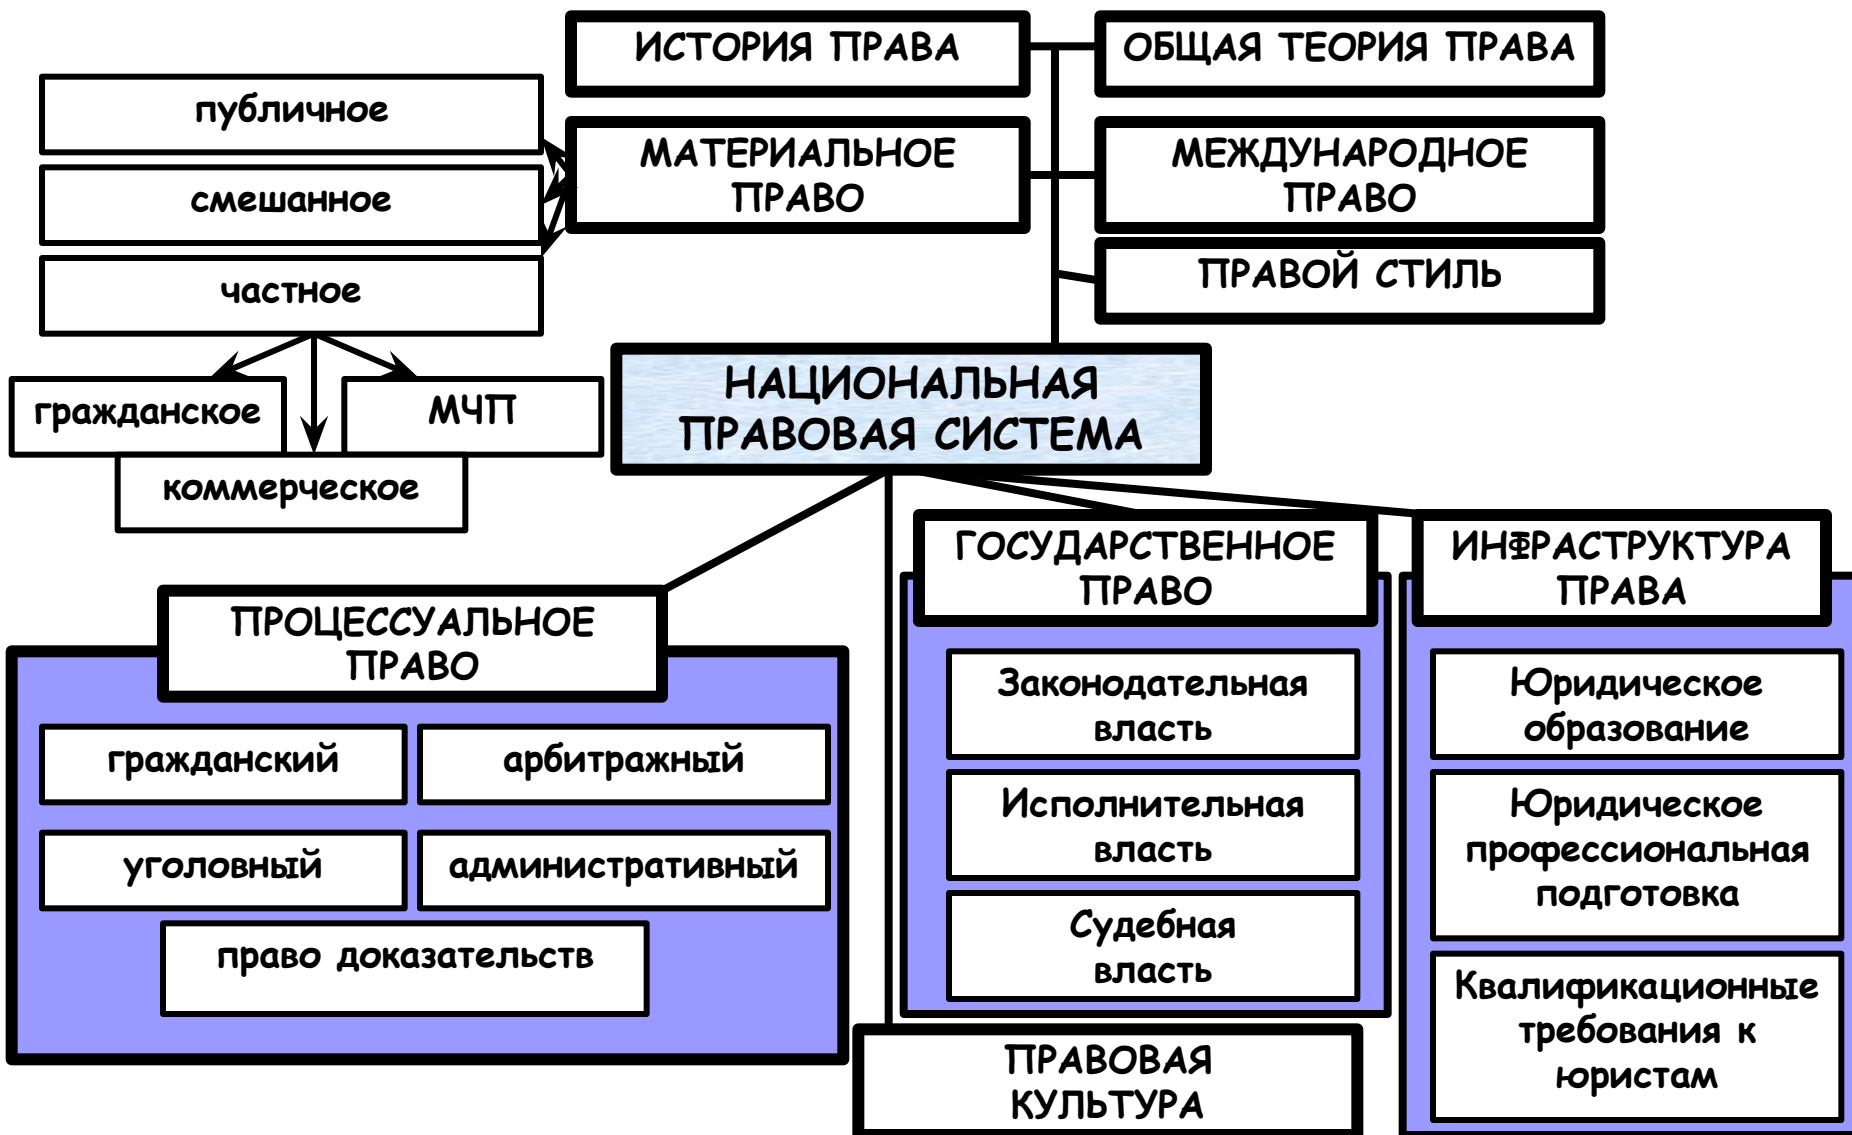 ИСТОРИЯ ПРАВА
ОБЩАЯ ТЕОРИЯ ПРАВА
публичное
смешанное
частное
МАТЕРИАЛЬНОЕ
ПРАВО
МЕЖДУНАРОДНОЕ
ПРАВО
ПРАВОЙ СТИЛЬ
гражданское
МЧП
коммерческое
НАЦИОНАЛЬНАЯ
ПРАВОВАЯ СИСТЕМА
ПРОЦЕССУАЛЬНОЕ
ПРАВО
гражданский
арбитражный
уголовный
административный
право доказательств
ГОСУДАРСТВЕННОЕ
ПРАВО
Законодательная
власть
Исполнительная
власть
Судебная
власть
ИНФРАСТРУКТУРА
ПРАВА
Юридическое
образование
Юридическое
профессиональная
подготовка
Квалификационные
требования к
юристам
ПРАВОВАЯ
КУЛЬТУРА